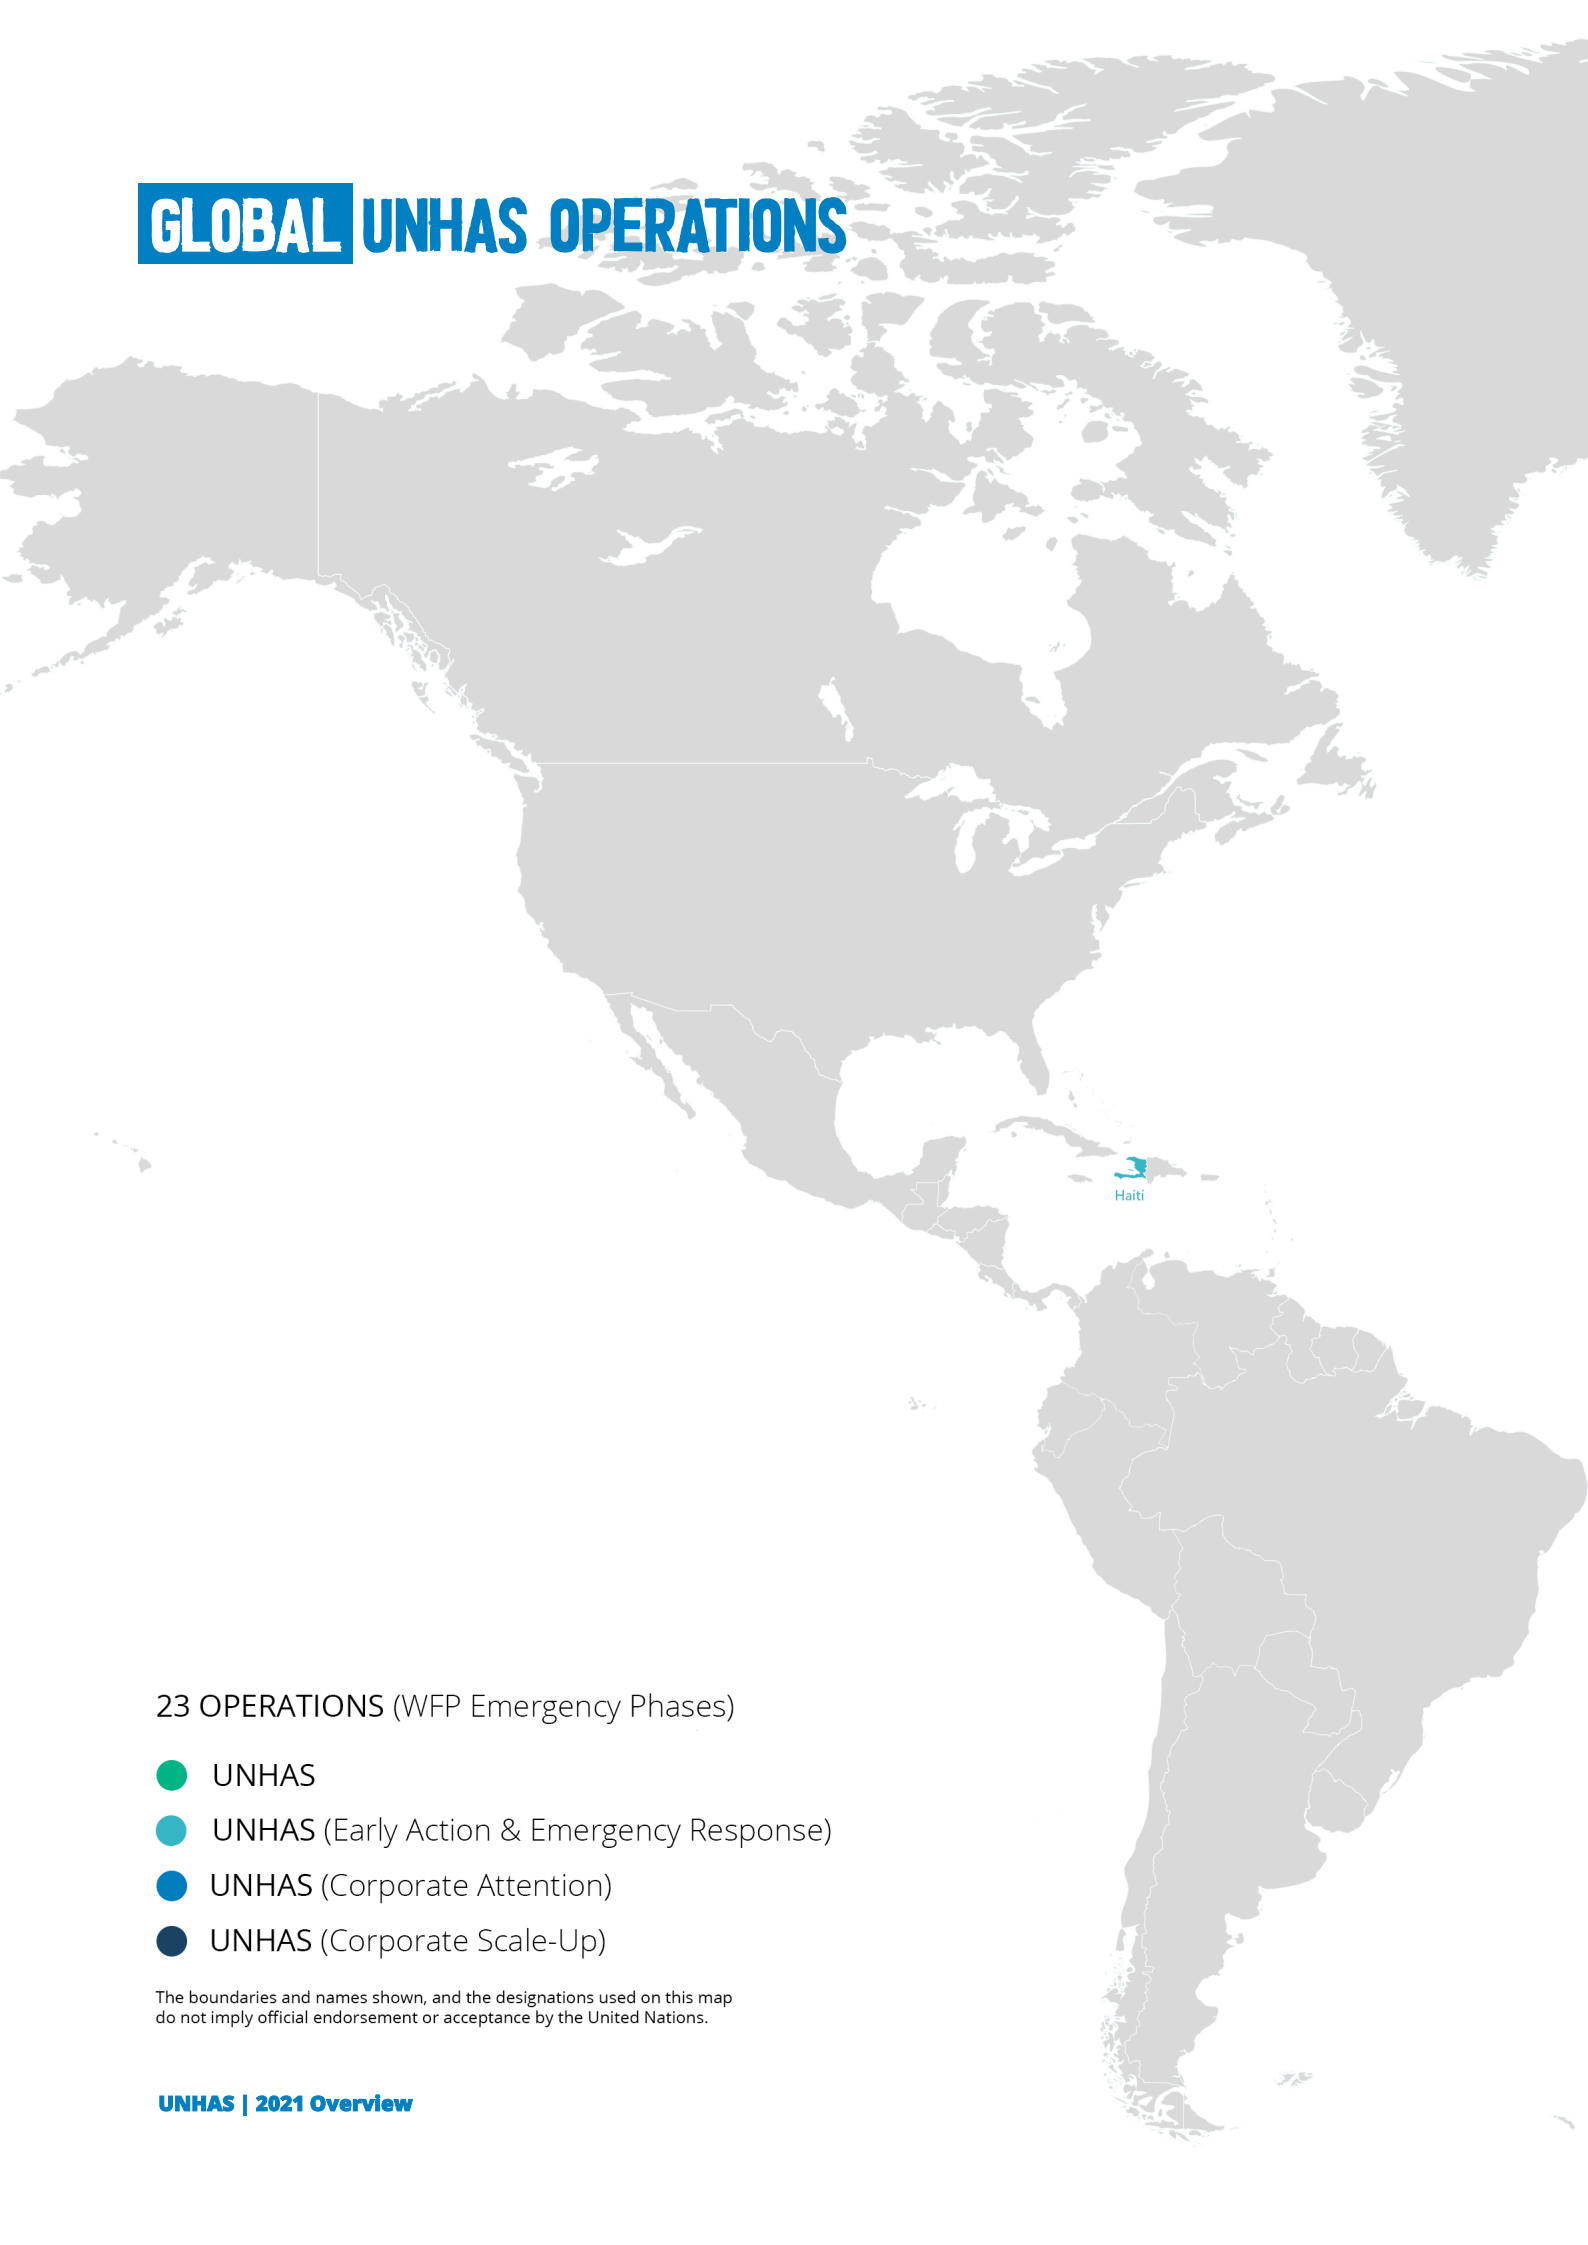 GLOBAL UNHAS OPERATIONS
Haiti
23 OPERATIONS (WFP Emergency Phases)
UNHAS
UNHAS (Early Action & Emergency Response)
UNHAS (Corporate Attention)
UNHAS (Corporate Scale-Up)
The boundaries and names shown, and the designations used on this map
do not imply official endorsement or acceptance by the United Nations.
UNHAS | 2021 Overview